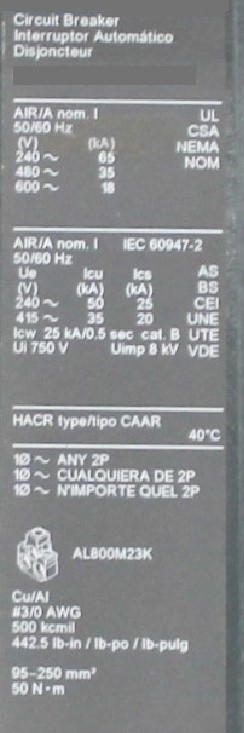 Circuit Breaker
Interruptor Automático
Disjoncteur
AIR/A nom. I UL
50/60 Hz CSA
(V) (kA) NEMA
240 ~ 65 NOM
480 ~ 35
600 ~ 18
AIR/A nom. I IEC 60947-2
50/60 Hz
Ue Icu Ics AS
(V) (kA) (kA) BS
240 ~ 50 25 CEI
415 ~ 35 20 UNE
Icw 25 kA/0.5 sec cat. B UTE
Ui 750 V Uimp 8 kV VDE
HACR type/tipo CAAR
40°C
1Ø ~ ANY 2P
1Ø ~ CUALQUIERA DE 2P
1Ø ~ N'IMPORTE QUEL 2P
AL800M23K
Cu/Al
#3/0 AWG
500 kcmil
442.5 lb-in / lb-po / lb-pulg
95-250 mm²
50 N·m